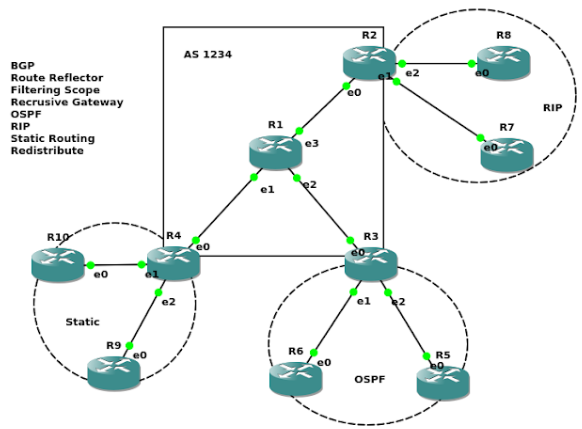 BGP
Route Reflector
Filtering Scope
Recrusive Gateway
OSPF
RIP
Static Routing
Redistribute
AS 1234
R2
e0
e1
e2
R8
e0
RIP
R7
e0
R1
e3
e1
e2
R10
e0
R4
e0
e1
e2
Static
R9
e0
R3
e0
e1
e2
R6
e0
OSPF
R5
e0